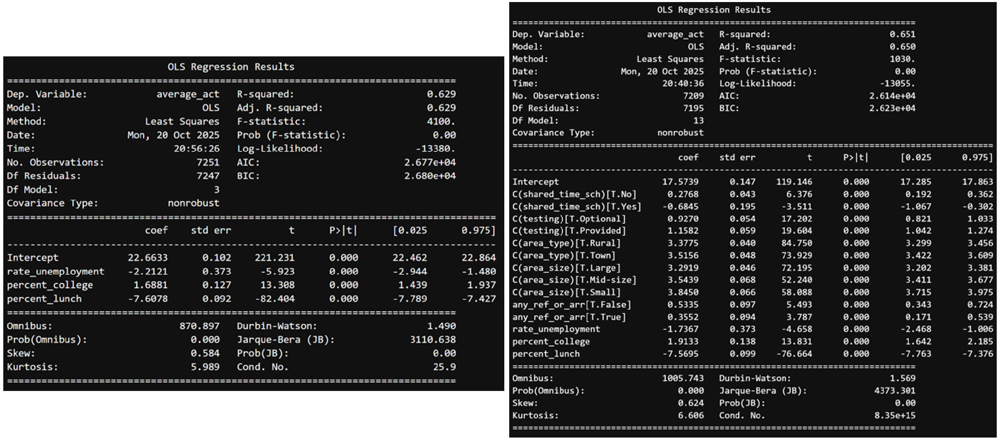 OLS Regression Results
==============================================================================
Dep. Variable: average_act R-squared: 0.629
Model: OLS Adj. R-squared: 0.629
Method: Least Squares F-statistic: 4100.
Date: Mon, 20 Oct 2025 Prob (F-statistic): 0.00
Time: 20:56:26 Log-Likelihood: -13380.
No. Observations: 7251 AIC: 2.677e+04
Df Residuals: 7247 BIC: 2.680e+04
Df Model: 3
Covariance Type: nonrobust
==============================================================================
coef std err t P>|t| [0.025 0.975]
------------------------------------------------------------------------------
Intercept 22.6633 0.102 221.231 0.000 22.462 22.864
rate_unemployment -2.2121 0.373 -5.923 0.000 -2.944 -1.480
percent_college 1.6881 0.127 13.308 0.000 1.439 1.937
percent_lunch -7.6078 0.092 -82.404 0.000 -7.789 -7.427
==============================================================================
Omnibus: 870.897 Durbin-Watson: 1.490
Prob(Omnibus): 0.000 Jarque-Bera (JB): 3110.638
Skew: 0.584 Prob(JB): 0.00
Kurtosis: 5.989 Cond. No. 25.9
==============================================================================
OLS Regression Results
==============================================================================
Dep. Variable: average_act R-squared: 0.651
Model: OLS Adj. R-squared: 0.650
Method: Least Squares F-statistic: 1030.
Date: Mon, 20 Oct 2025 Prob (F-statistic): 0.00
Time: 20:40:36 Log-Likelihood: -13055.
No. Observations: 7209 AIC: 2.614e+04
Df Residuals: 7195 BIC: 2.623e+04
Df Model: 13
Covariance Type: nonrobust
==============================================================================
coef std err t P>|t| [0.025 0.975]
------------------------------------------------------------------------------
Intercept 17.5739 0.147 119.146 0.000 17.285 17.863
C(shared_time_sch)[T.No] 0.2768 0.043 6.376 0.000 0.192 0.362
C(shared_time_sch)[T.Yes] -0.6845 0.195 -3.511 0.000 -1.067 -0.302
C(testing)[T.Optional] 0.9270 0.054 17.202 0.000 0.821 1.033
C(testing)[T.Provided] 1.1582 0.059 19.604 0.000 1.042 1.274
C(area_type)[T.Rural] 3.3775 0.040 84.750 0.000 3.299 3.456
C(area_type)[T.Town] 3.5156 0.048 73.929 0.000 3.422 3.609
C(area_size)[T.Large] 3.2919 0.046 72.195 0.000 3.202 3.381
C(area_size)[T.Mid-size] 3.5439 0.068 52.240 0.000 3.411 3.677
C(area_size)[T.Small] 3.8450 0.066 58.088 0.000 3.715 3.975
any_ref_or_arr[T.False] 0.5335 0.097 5.493 0.000 0.343 0.724
any_ref_or_arr[T.True] 0.3552 0.094 3.787 0.000 0.171 0.539
rate_unemployment -1.7367 0.373 -4.658 0.000 -2.468 -1.006
percent_college 1.9133 0.138 13.831 0.000 1.642 2.185
percent_lunch -7.5695 0.099 -76.664 0.000 -7.763 -7.376
==============================================================================
Omnibus: 1005.743 Durbin-Watson: 1.569
Prob(Omnibus): 0.000 Jarque-Bera (JB): 4373.301
Skew: 0.624 Prob(JB): 0.00
Kurtosis: 6.606 Cond. No. 8.35e+15
==============================================================================